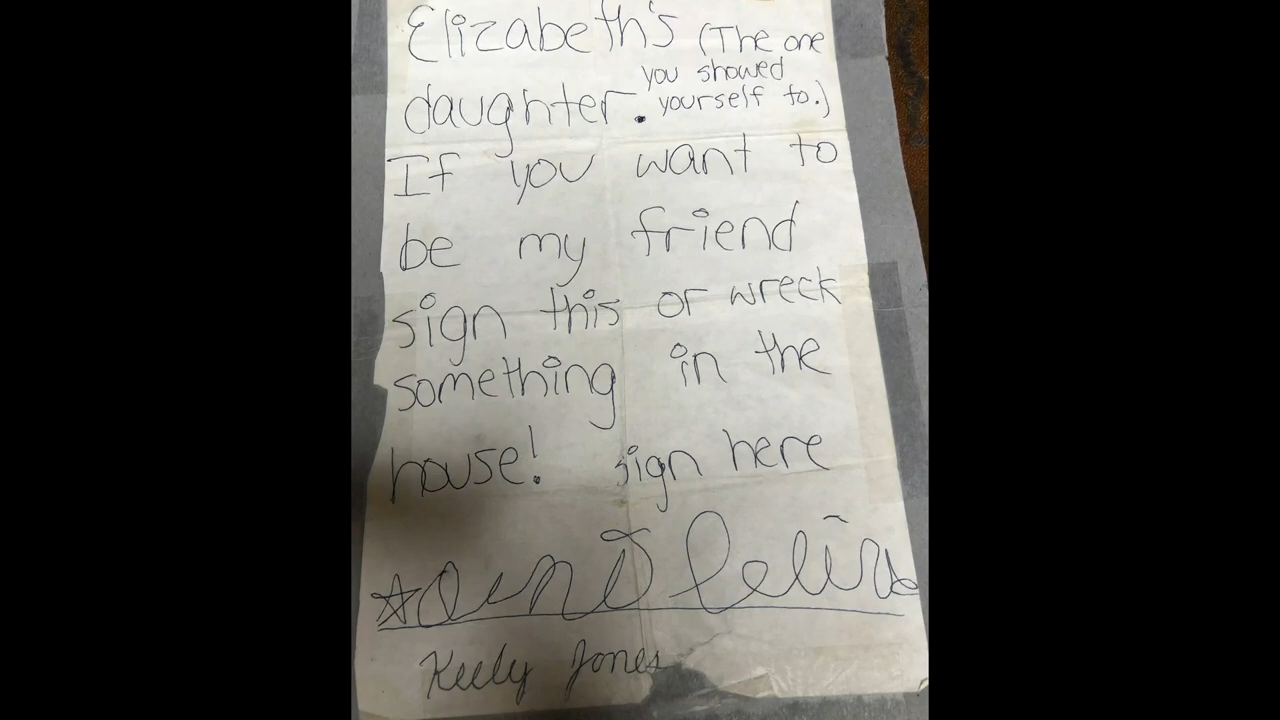 Elizabeth's (The one
you showed
daughter. yourself to.)
If you want to
be my friend
sign this or wreck
something in the
house! sign here
Keely Jones